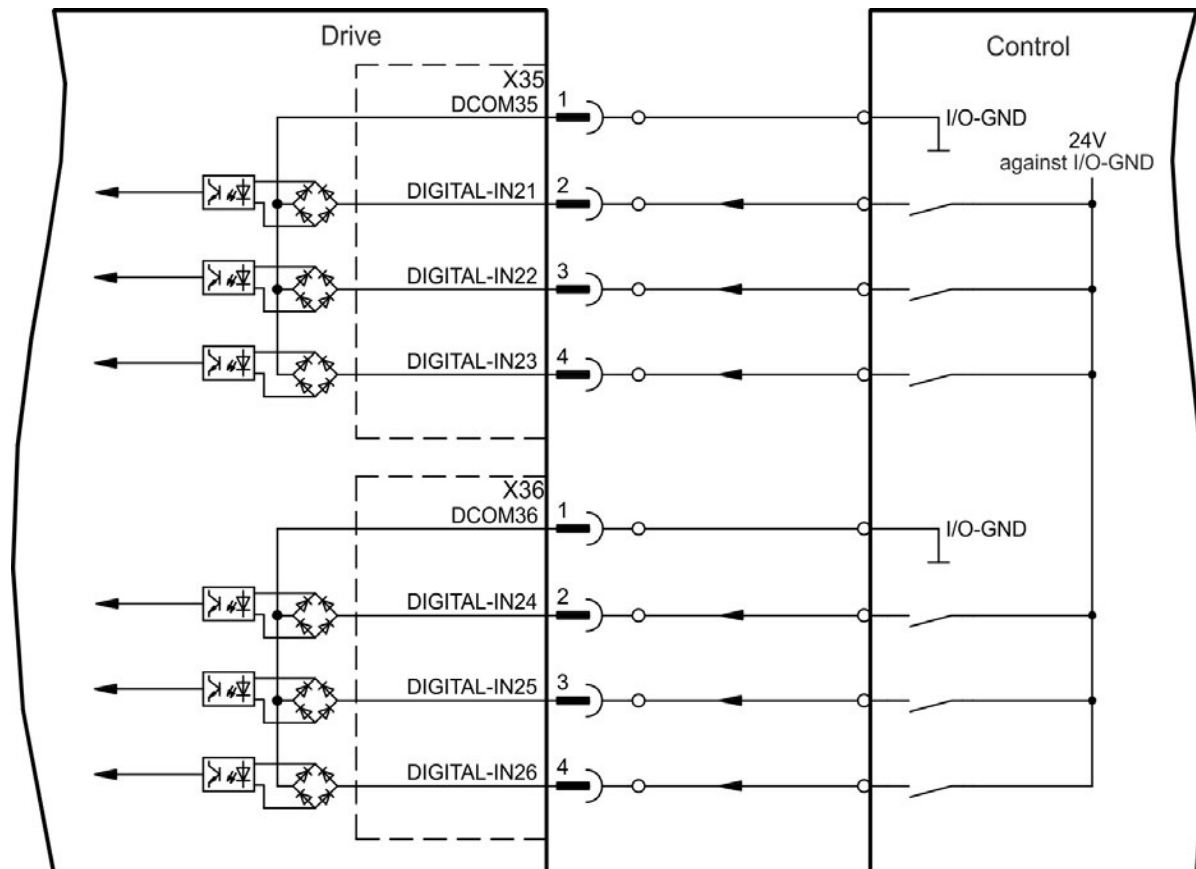 Drive
Control
X35
DCOM35
1
I/O-GND
24V
against I/O-GND
DIGITAL-IN21
2
DIGITAL-IN22
3
DIGITAL-IN23
4
X36
DCOM36
1
I/O-GND
DIGITAL-IN24
2
DIGITAL-IN25
3
DIGITAL-IN26
4